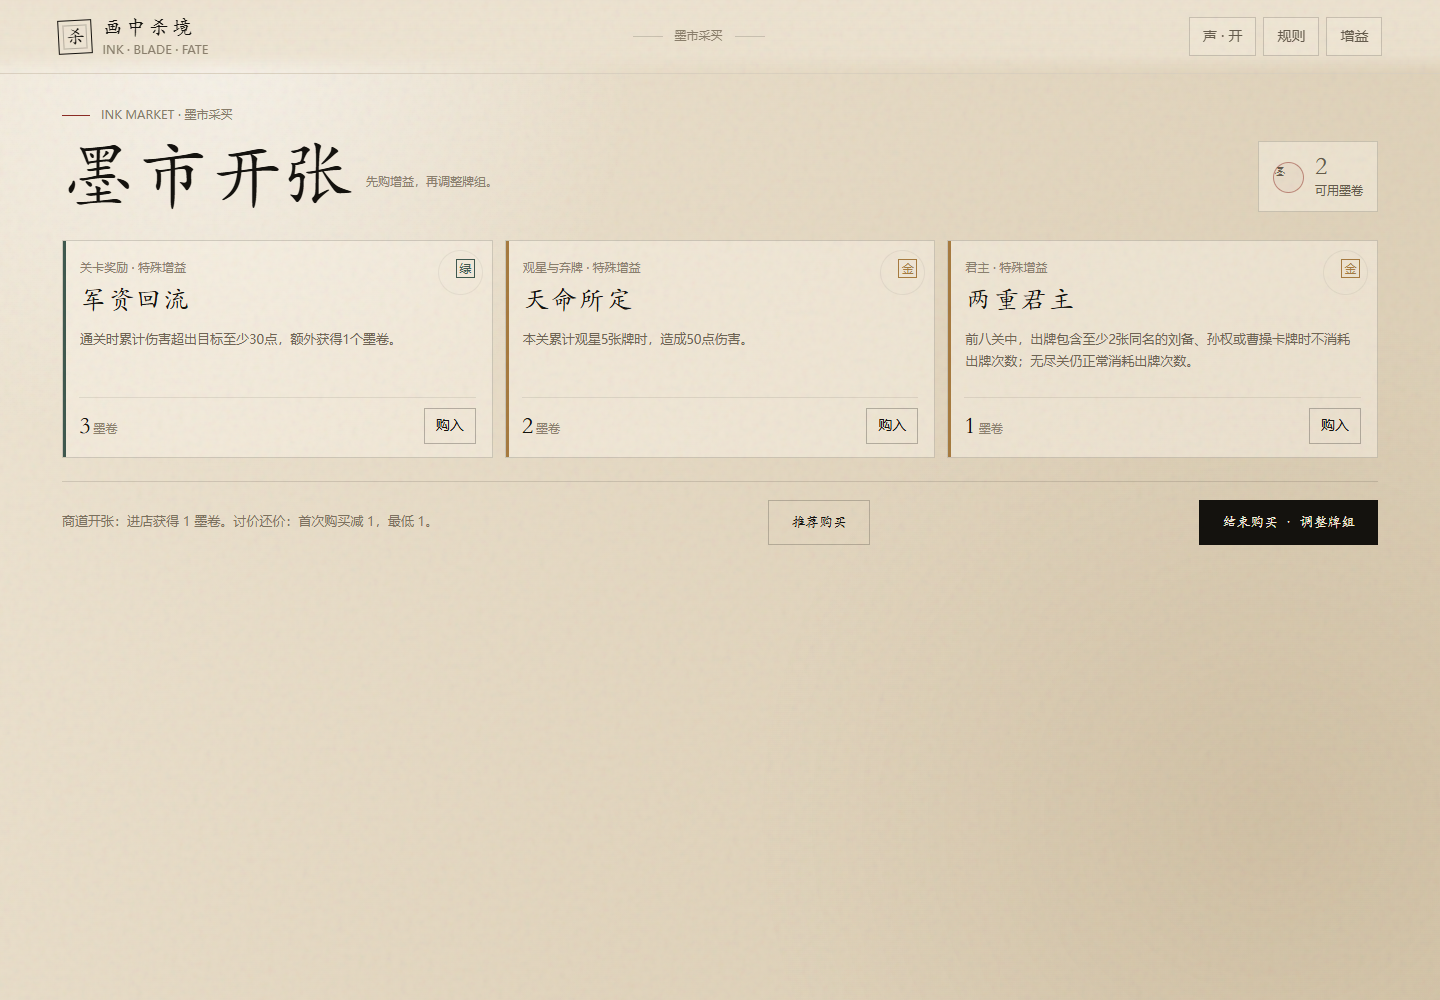 杀
画中杀境
INK · BLADE · FATE
墨市采买
声 · 开
规则
增益
INK MARKET · 墨市采买
墨市开张
先购增益，再调整牌组。
墨
2
可用墨卷
关卡奖励 · 特殊增益
绿
军资回流
通关时累计伤害超出目标至少30点，额外获得1个墨卷。
3 墨卷
购入
观星与弃牌 · 特殊增益
金
天命所定
本关累计观星5张牌时，造成50点伤害。
2 墨卷
购入
君主 · 特殊增益
金
两重君主
前八关中，出牌包含至少2张同名的刘备、孙权或曹操卡牌时不消耗
出牌次数；无尽关仍正常消耗出牌次数。
1 墨卷
购入
商道开张：进店获得 1 墨卷。讨价还价：首次购买减 1，最低 1。
推荐购买
结束购买 · 调整牌组